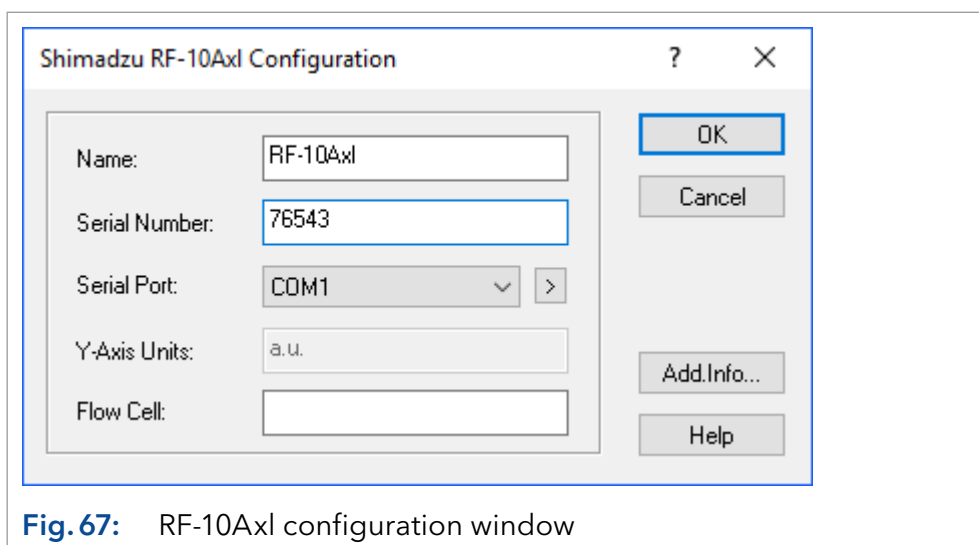 Shimadzu RF-10Axl Configuration ? ×
Name: RF-10Axl
Serial Number: 76543
Serial Port: COM1 >
Y-Axis Units: a.u.
Flow Cell:
OK
Cancel
Add.Info...
Help
Fig. 67: RF-10Axl configuration window